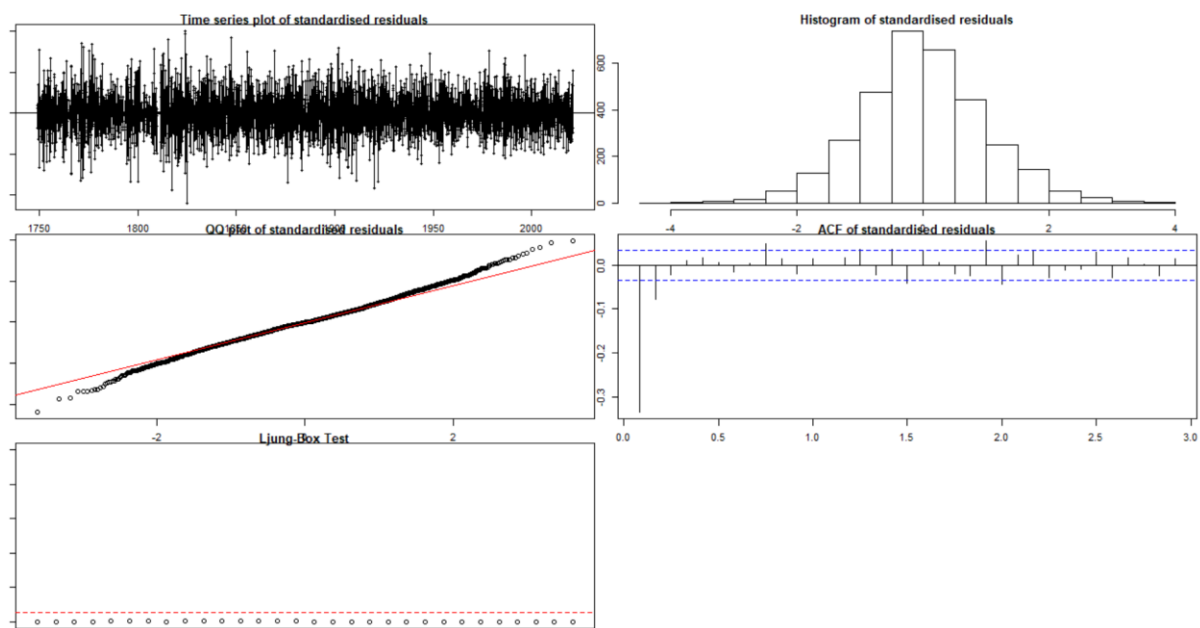 Time series plot of standardised residuals
1750 1800 1850 1900 1950 2000
Histogram of standardised residuals
0 200 400 600
-4 -2 0 2 4
QQ plot of standardised residuals
-2 0 2
ACF of standardised residuals
0.0 -0.1 -0.2 -0.3
0.0 0.5 1.0 1.5 2.0 2.5 3.0
Ljung-Box Test